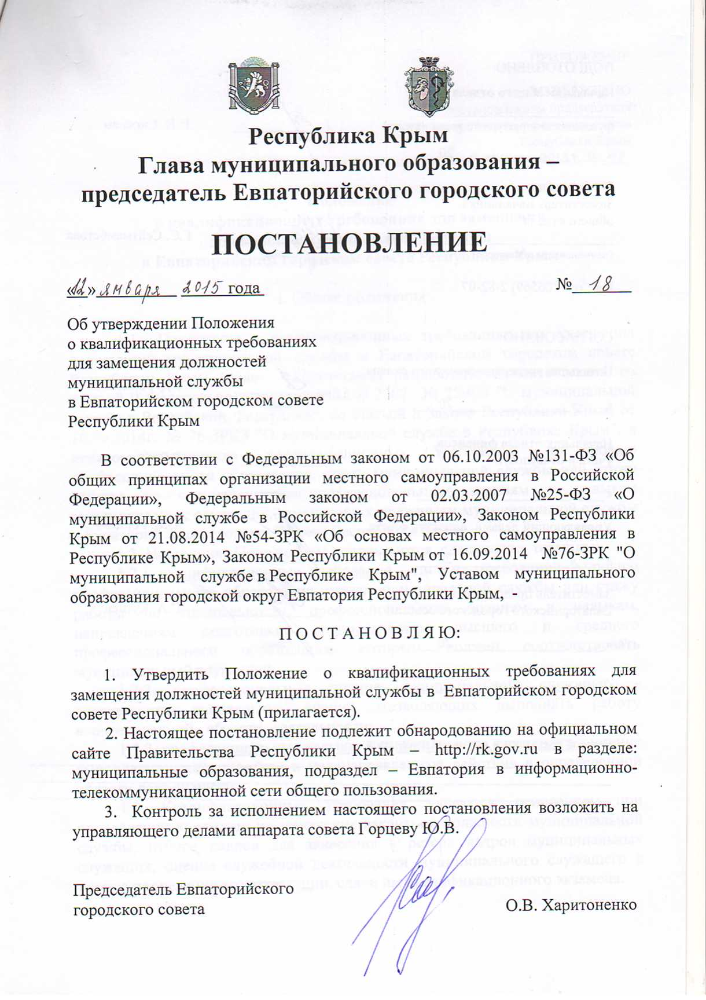 Республика Крым
Глава муниципального образования –
председатель Евпаторийского городского совета
ПОСТАНОВЛЕНИЕ
«12» января 2015 года № 18
Об утверждении Положения
о квалификационных требованиях
для замещения должностей
муниципальной службы
в Евпаторийском городском совете
Республики Крым
В соответствии с Федеральным законом от 06.10.2003 №131-ФЗ «Об
общих принципах организации местного самоуправления в Российской
Федерации», Федеральным законом от 02.03.2007 №25-ФЗ «О
муниципальной службе в Российской Федерации», Законом Республики
Крым от 21.08.2014 №54-ЗРК «Об основах местного самоуправления в
Республике Крым», Законом Республики Крым от 16.09.2014 №76-ЗРК "О
муниципальной службе в Республике Крым", Уставом муниципального
образования городской округ Евпатория Республики Крым, -
П О С Т А Н О В Л Я Ю:
1. Утвердить Положение о квалификационных требованиях для
замещения должностей муниципальной службы в Евпаторийском городском
совете Республики Крым (прилагается).
2. Настоящее постановление подлежит обнародованию на официальном
сайте Правительства Республики Крым – http://rk.gov.ru в разделе:
муниципальные образования, подраздел – Евпатория в информационно-
телекоммуникационной сети общего пользования.
3. Контроль за исполнением настоящего постановления возложить на
управляющего делами аппарата совета Горцеву Ю.В.
Председатель Евпаторийского
городского совета О.В. Харитоненко